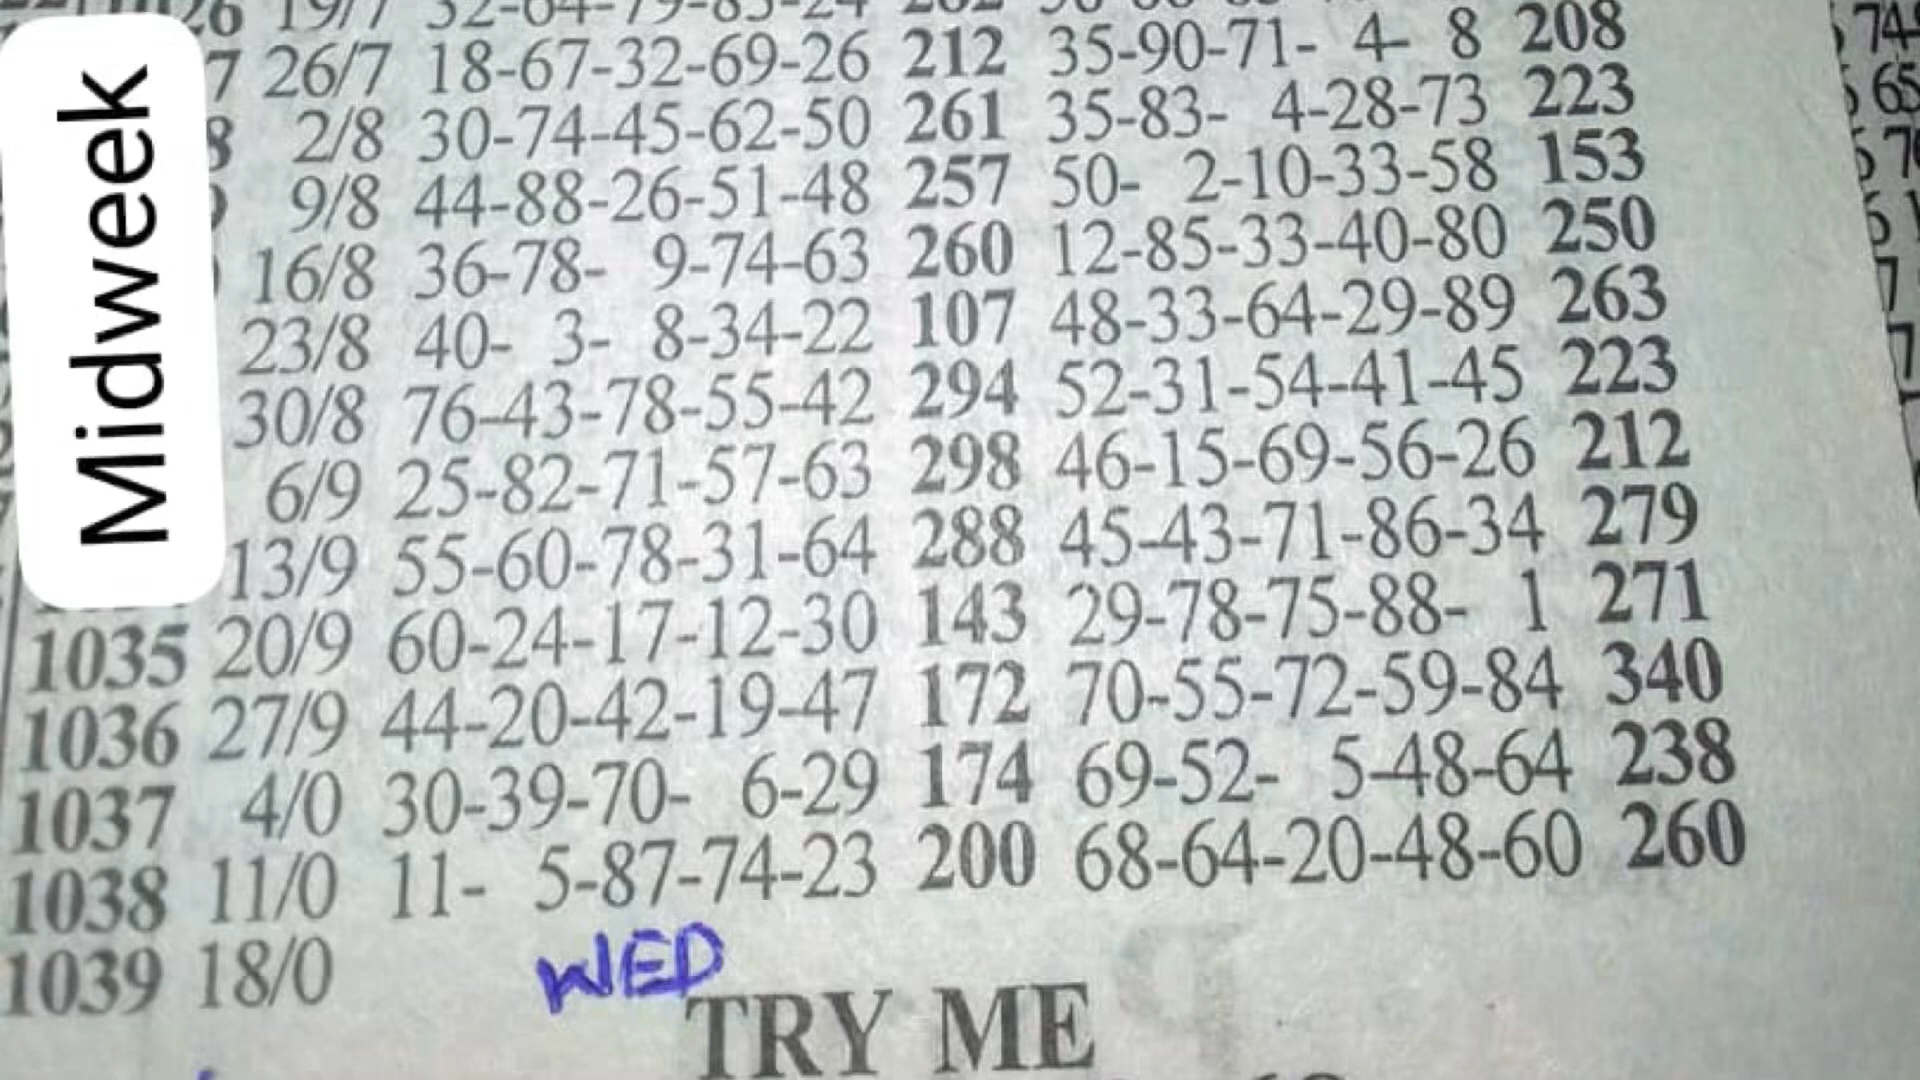 Midweek
26 19/7 32-64-79-83-24
7 26/7 18-67-32-69-26 212 35-90-71- 4- 8 208
8 2/8 30-74-45-62-50 261 35-83- 4-28-73 223
9/8 44-88-26-51-48 257 50- 2-10-33-58 153
16/8 36-78- 9-74-63 260 12-85-33-40-80 250
23/8 40- 3- 8-34-22 107 48-33-64-29-89 263
30/8 76-43-78-55-42 294 52-31-54-41-45 223
6/9 25-82-71-57-63 298 46-15-69-56-26 212
13/9 55-60-78-31-64 288 45-43-71-86-34 279
1035 20/9 60-24-17-12-30 143 29-78-75-88- 1 271
1036 27/9 44-20-42-19-47 172 70-55-72-59-84 340
1037 4/0 30-39-70- 6-29 174 69-52- 5-48-64 238
1038 11/0 11- 5-87-74-23 200 68-64-20-48-60 260
1039 18/0
WED
TRY ME